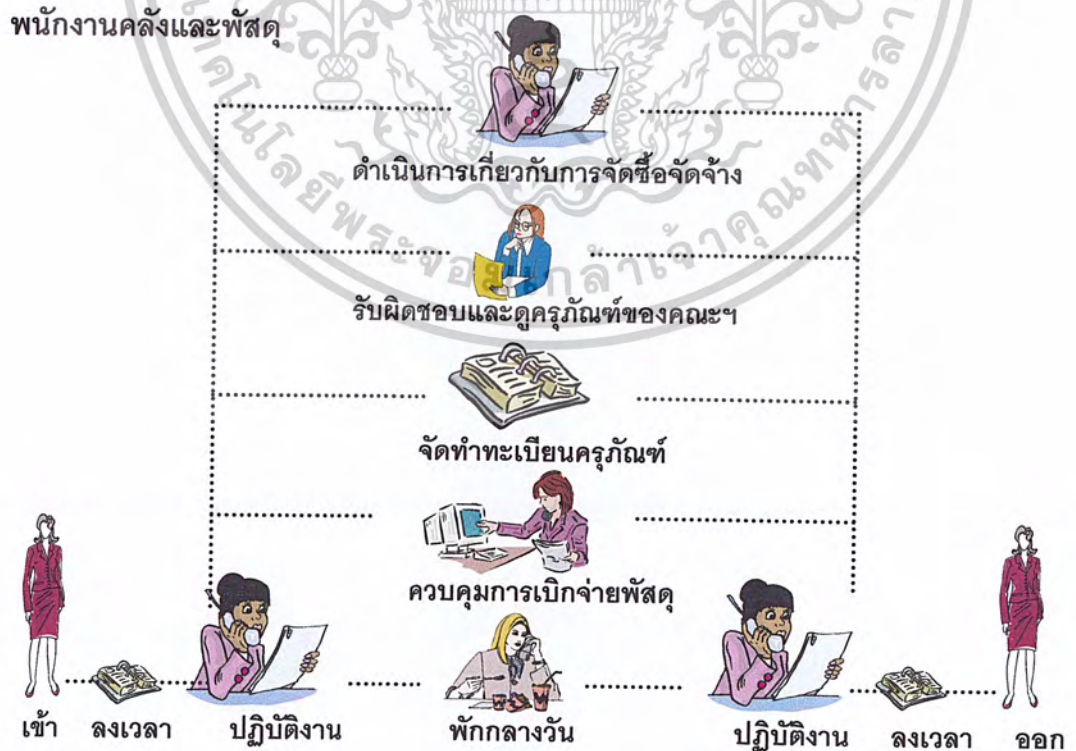 พนักงานคลังและพัสดุ
ดำเนินการเกี่ยวกับการจัดซื้อจัดจ้าง
รับผิดชอบและดูครุภัณฑ์ของคณะฯ
จัดทำทะเบียนครุภัณฑ์
ควบคุมการเบิกจ่ายพัสดุ
เข้า ลงเวลา ปฏิบัติงาน พักกลางวัน ปฏิบัติงาน ลงเวลา ออก